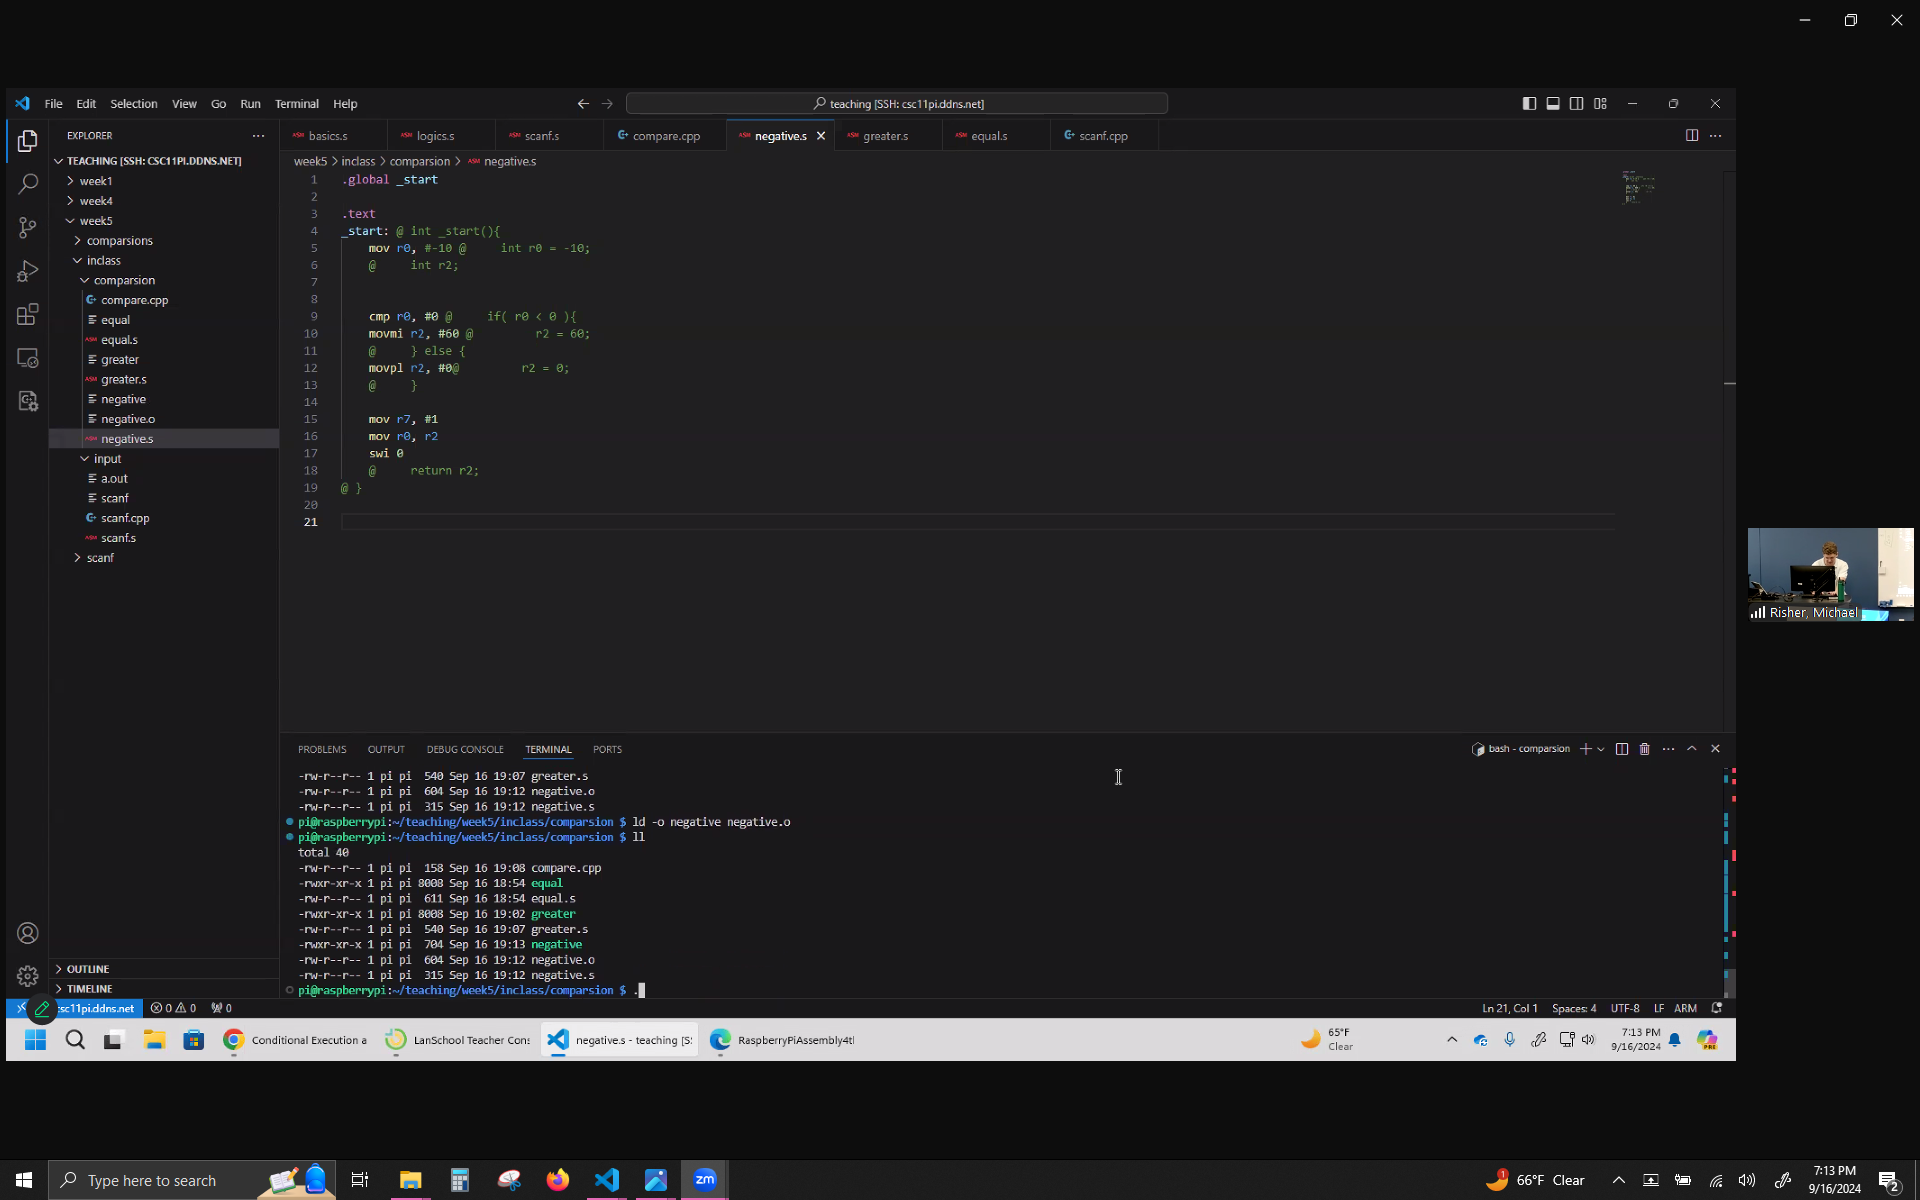 File Edit Selection View Go Run Terminal Help
teaching [SSH: csc11pi.ddns.net]
EXPLORER
TEACHING [SSH: CSC11PI.DDNS.NET]
week1
week4
week5
comparsions
inclass
comparsion
compare.cpp
equal
equal.s
greater
greater.s
negative
negative.o
negative.s
input
a.out
scanf
scanf.cpp
scanf.s
scanf
OUTLINE
TIMELINE
basics.s logics.s scanf.s compare.cpp negative.s greater.s equal.s scanf.cpp
week5 > inclass > comparsion > negative.s
1 .global _start
2
3 .text
4 _start: @ int _start(){
5 mov r0, #-10 @ int r0 = -10;
6 @ int r2;
7
8
9 cmp r0, #0 @ if( r0 < 0 ){
10 movmi r2, #60 @ r2 = 60;
11 @ } else {
12 movpl r2, #0@ r2 = 0;
13 @ }
14
15 mov r7, #1
16 mov r0, r2
17 swi 0
18 @ return r2;
19 @ }
20
21
Risher, Michael
PROBLEMS OUTPUT DEBUG CONSOLE TERMINAL PORTS
bash - comparsion
-rw-r--r-- 1 pi pi 540 Sep 16 19:07 greater.s
-rw-r--r-- 1 pi pi 604 Sep 16 19:12 negative.o
-rw-r--r-- 1 pi pi 315 Sep 16 19:12 negative.s
pi@raspberrypi:~/teaching/week5/inclass/comparsion $ ld -o negative negative.o
pi@raspberrypi:~/teaching/week5/inclass/comparsion $ ll
total 40
-rw-r--r-- 1 pi pi 158 Sep 16 19:08 compare.cpp
-rwxr-xr-x 1 pi pi 8008 Sep 16 18:54 equal
-rw-r--r-- 1 pi pi 611 Sep 16 18:54 equal.s
-rwxr-xr-x 1 pi pi 8008 Sep 16 19:02 greater
-rw-r--r-- 1 pi pi 540 Sep 16 19:07 greater.s
-rwxr-xr-x 1 pi pi 704 Sep 16 19:13 negative
-rw-r--r-- 1 pi pi 604 Sep 16 19:12 negative.o
-rw-r--r-- 1 pi pi 315 Sep 16 19:12 negative.s
pi@raspberrypi:~/teaching/week5/inclass/comparsion $ .
csc11pi.ddns.net 0 0 0 Ln 21, Col 1 Spaces: 4 UTF-8 LF ARM
Conditional Execution a LanSchool Teacher Cons negative.s - teaching [S: RaspberryPiAssembly4tl
65°F
Clear
7:13 PM
9/16/2024
Type here to search
zm
1
66°F Clear
7:13 PM
9/16/2024
2